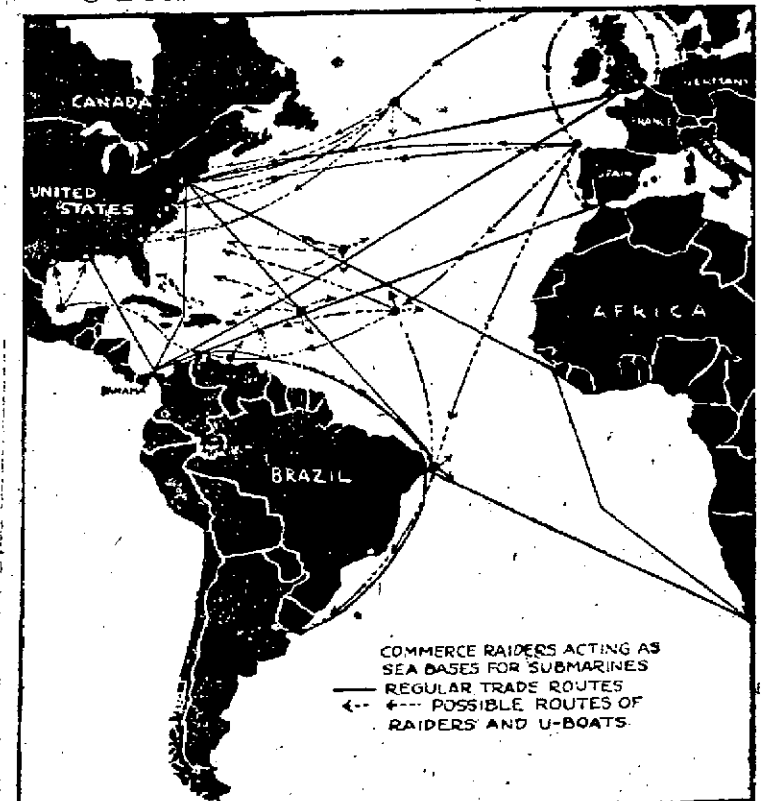 CANADA
GERMANY
FRANCE
UNITED
STATES
SPAIN
AFRICA
PANAMA
BRAZIL
COMMERCE RAIDERS ACTING AS
SEA BASES FOR SUBMARINES
REGULAR TRADE ROUTES
POSSIBLE ROUTES OF
RAIDERS AND U-BOATS